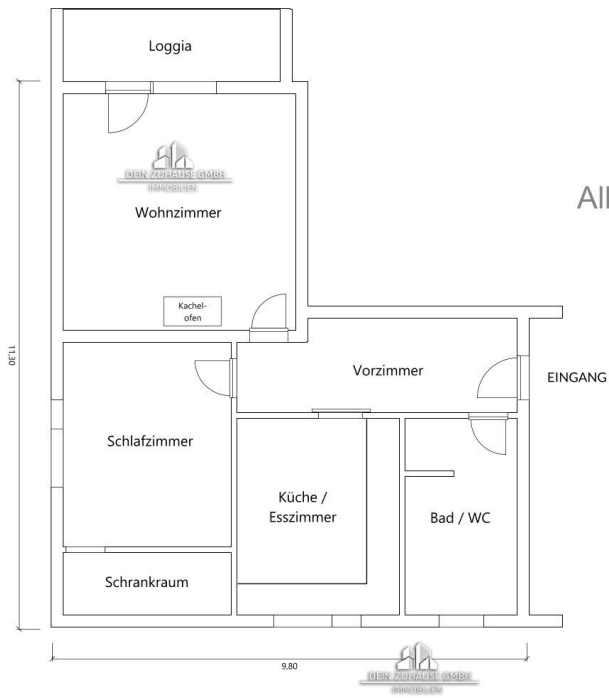 Loggia
DEIN ZUHAUSE GMBH
IMMOBILIEN
Wohnzimmer
All
Kachel-
ofen
11,30
Vorzimmer
EINGANG
Schlafzimmer
Küche /
Esszimmer
Bad / WC
Schrankraum
9,80
DEIN ZUHAUSE GMBH
IMMOBILIEN